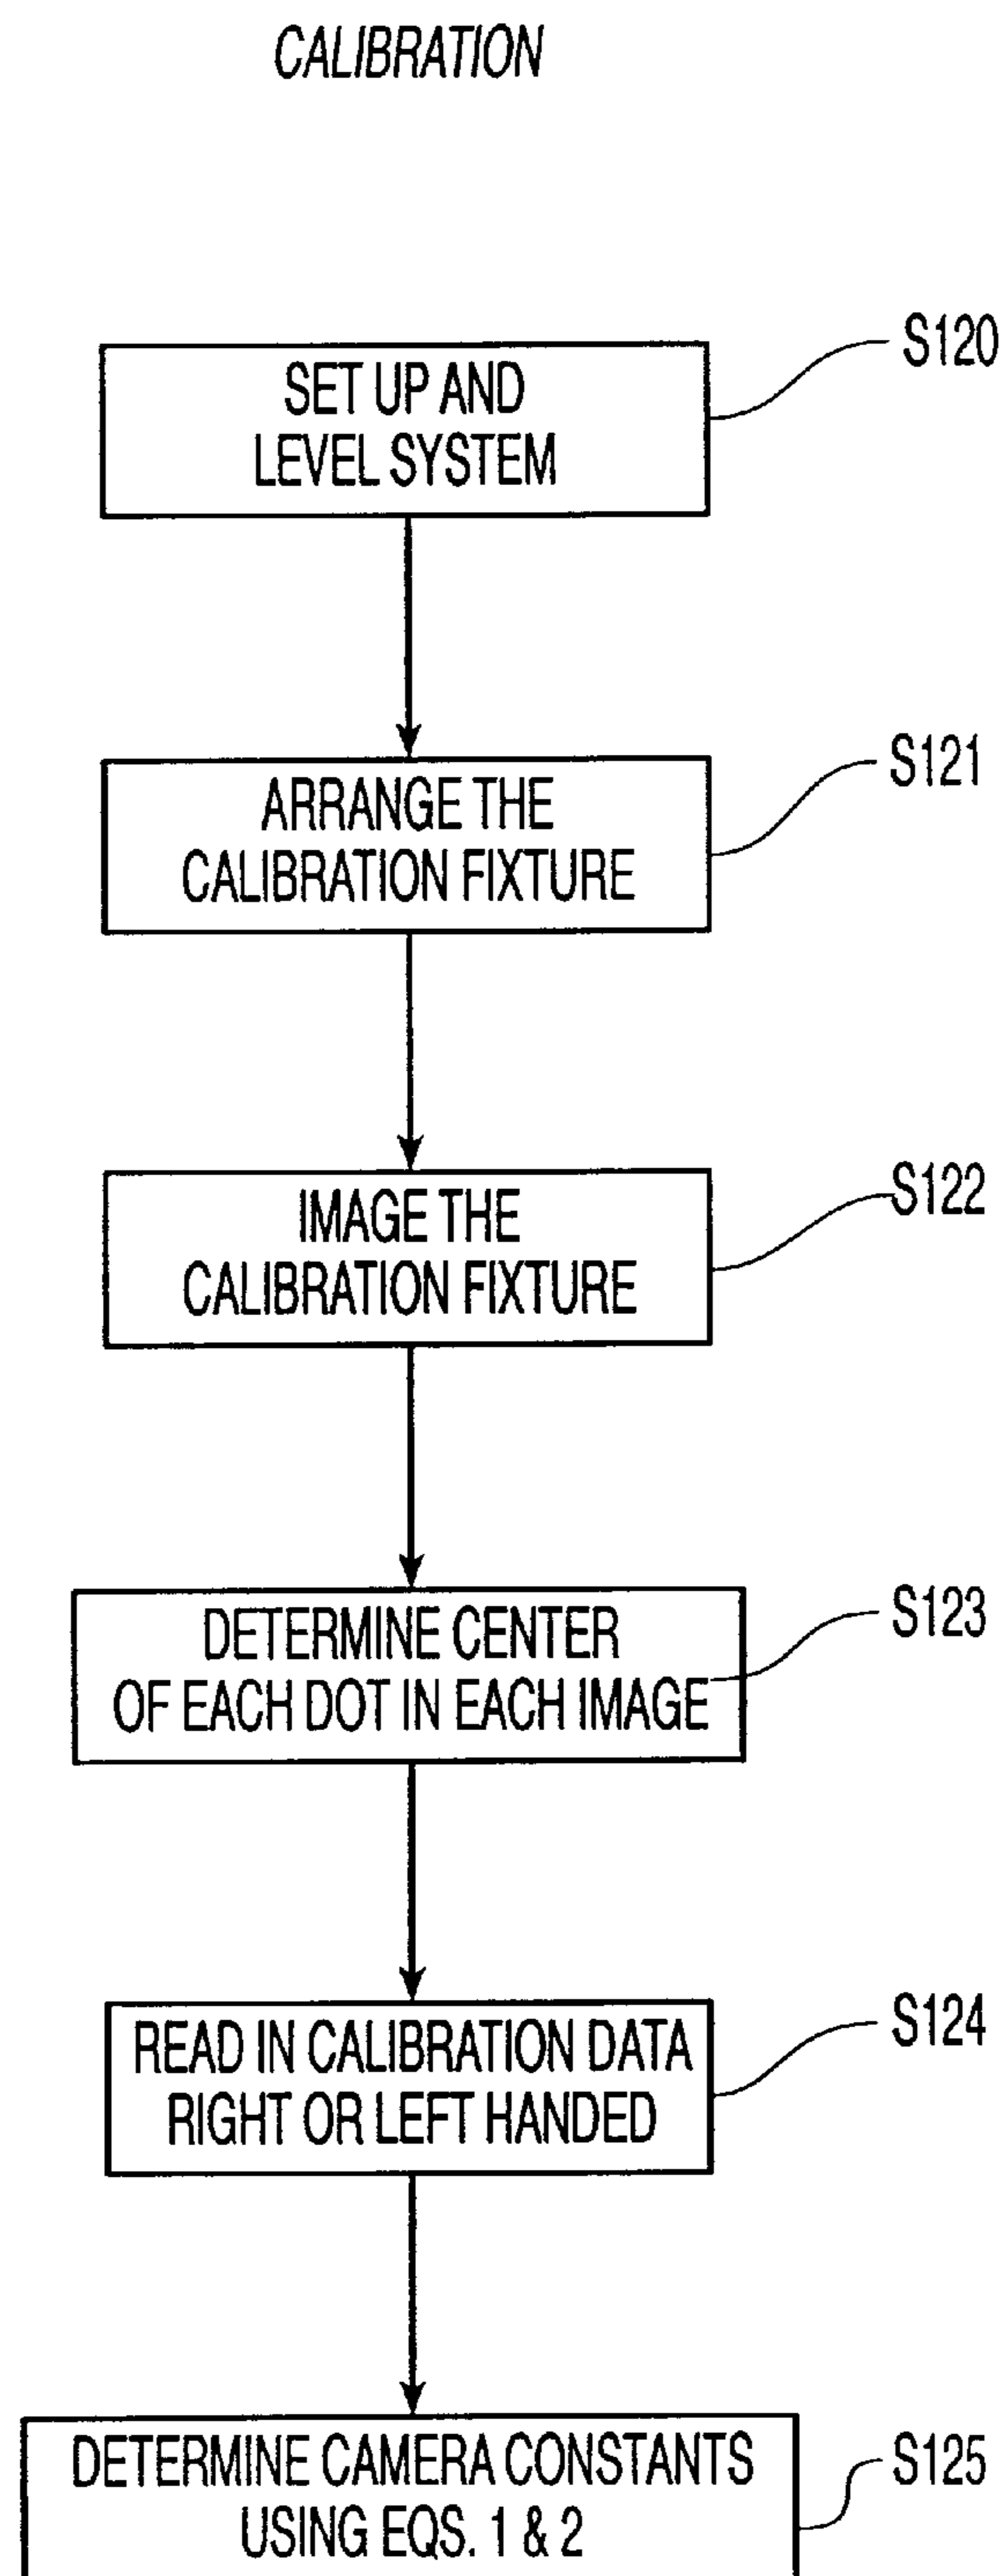 CALIBRATION
S120
SET UP AND
LEVEL SYSTEM
S121
ARRANGE THE
CALIBRATION FIXTURE
S122
IMAGE THE
CALIBRATION FIXTURE
S123
DETERMINE CENTER
OF EACH DOT IN EACH IMAGE
S124
READ IN CALIBRATION DATA
RIGHT OR LEFT HANDED
S125
DETERMINE CAMERA CONSTANTS
USING EQS. 1 & 2